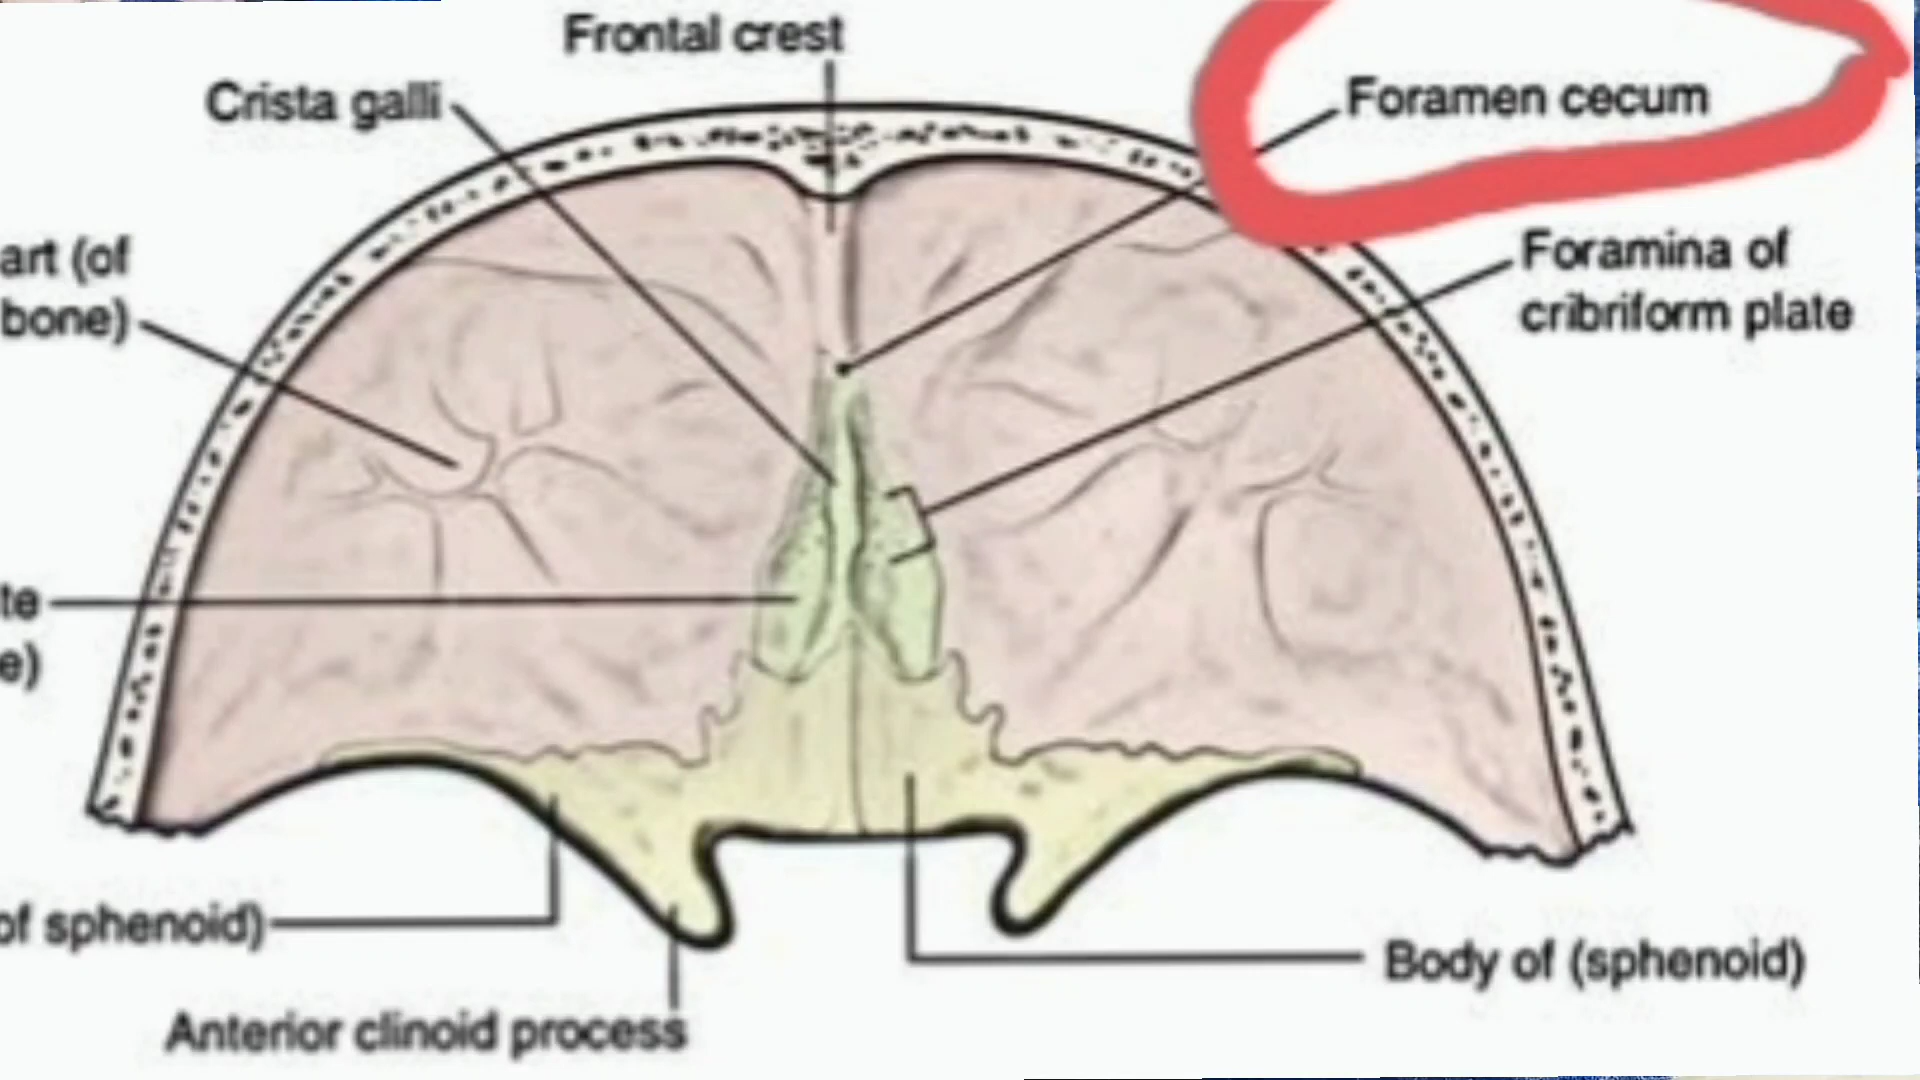 Frontal crest
Crista galli
Foramen cecum
art (of
bone)
Foramina of
cribriform plate
te
e)
of sphenoid)
Body of (sphenoid)
Anterior clinoid process